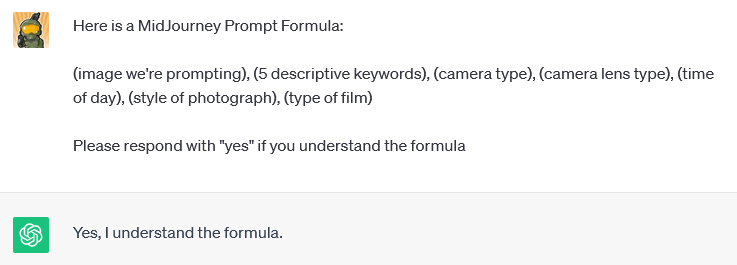 Here is a MidJourney Prompt Formula:
(image we're prompting), (5 descriptive keywords), (camera type), (camera lens type), (time
of day), (style of photograph), (type of film)
Please respond with "yes" if you understand the formula
Yes, I understand the formula.